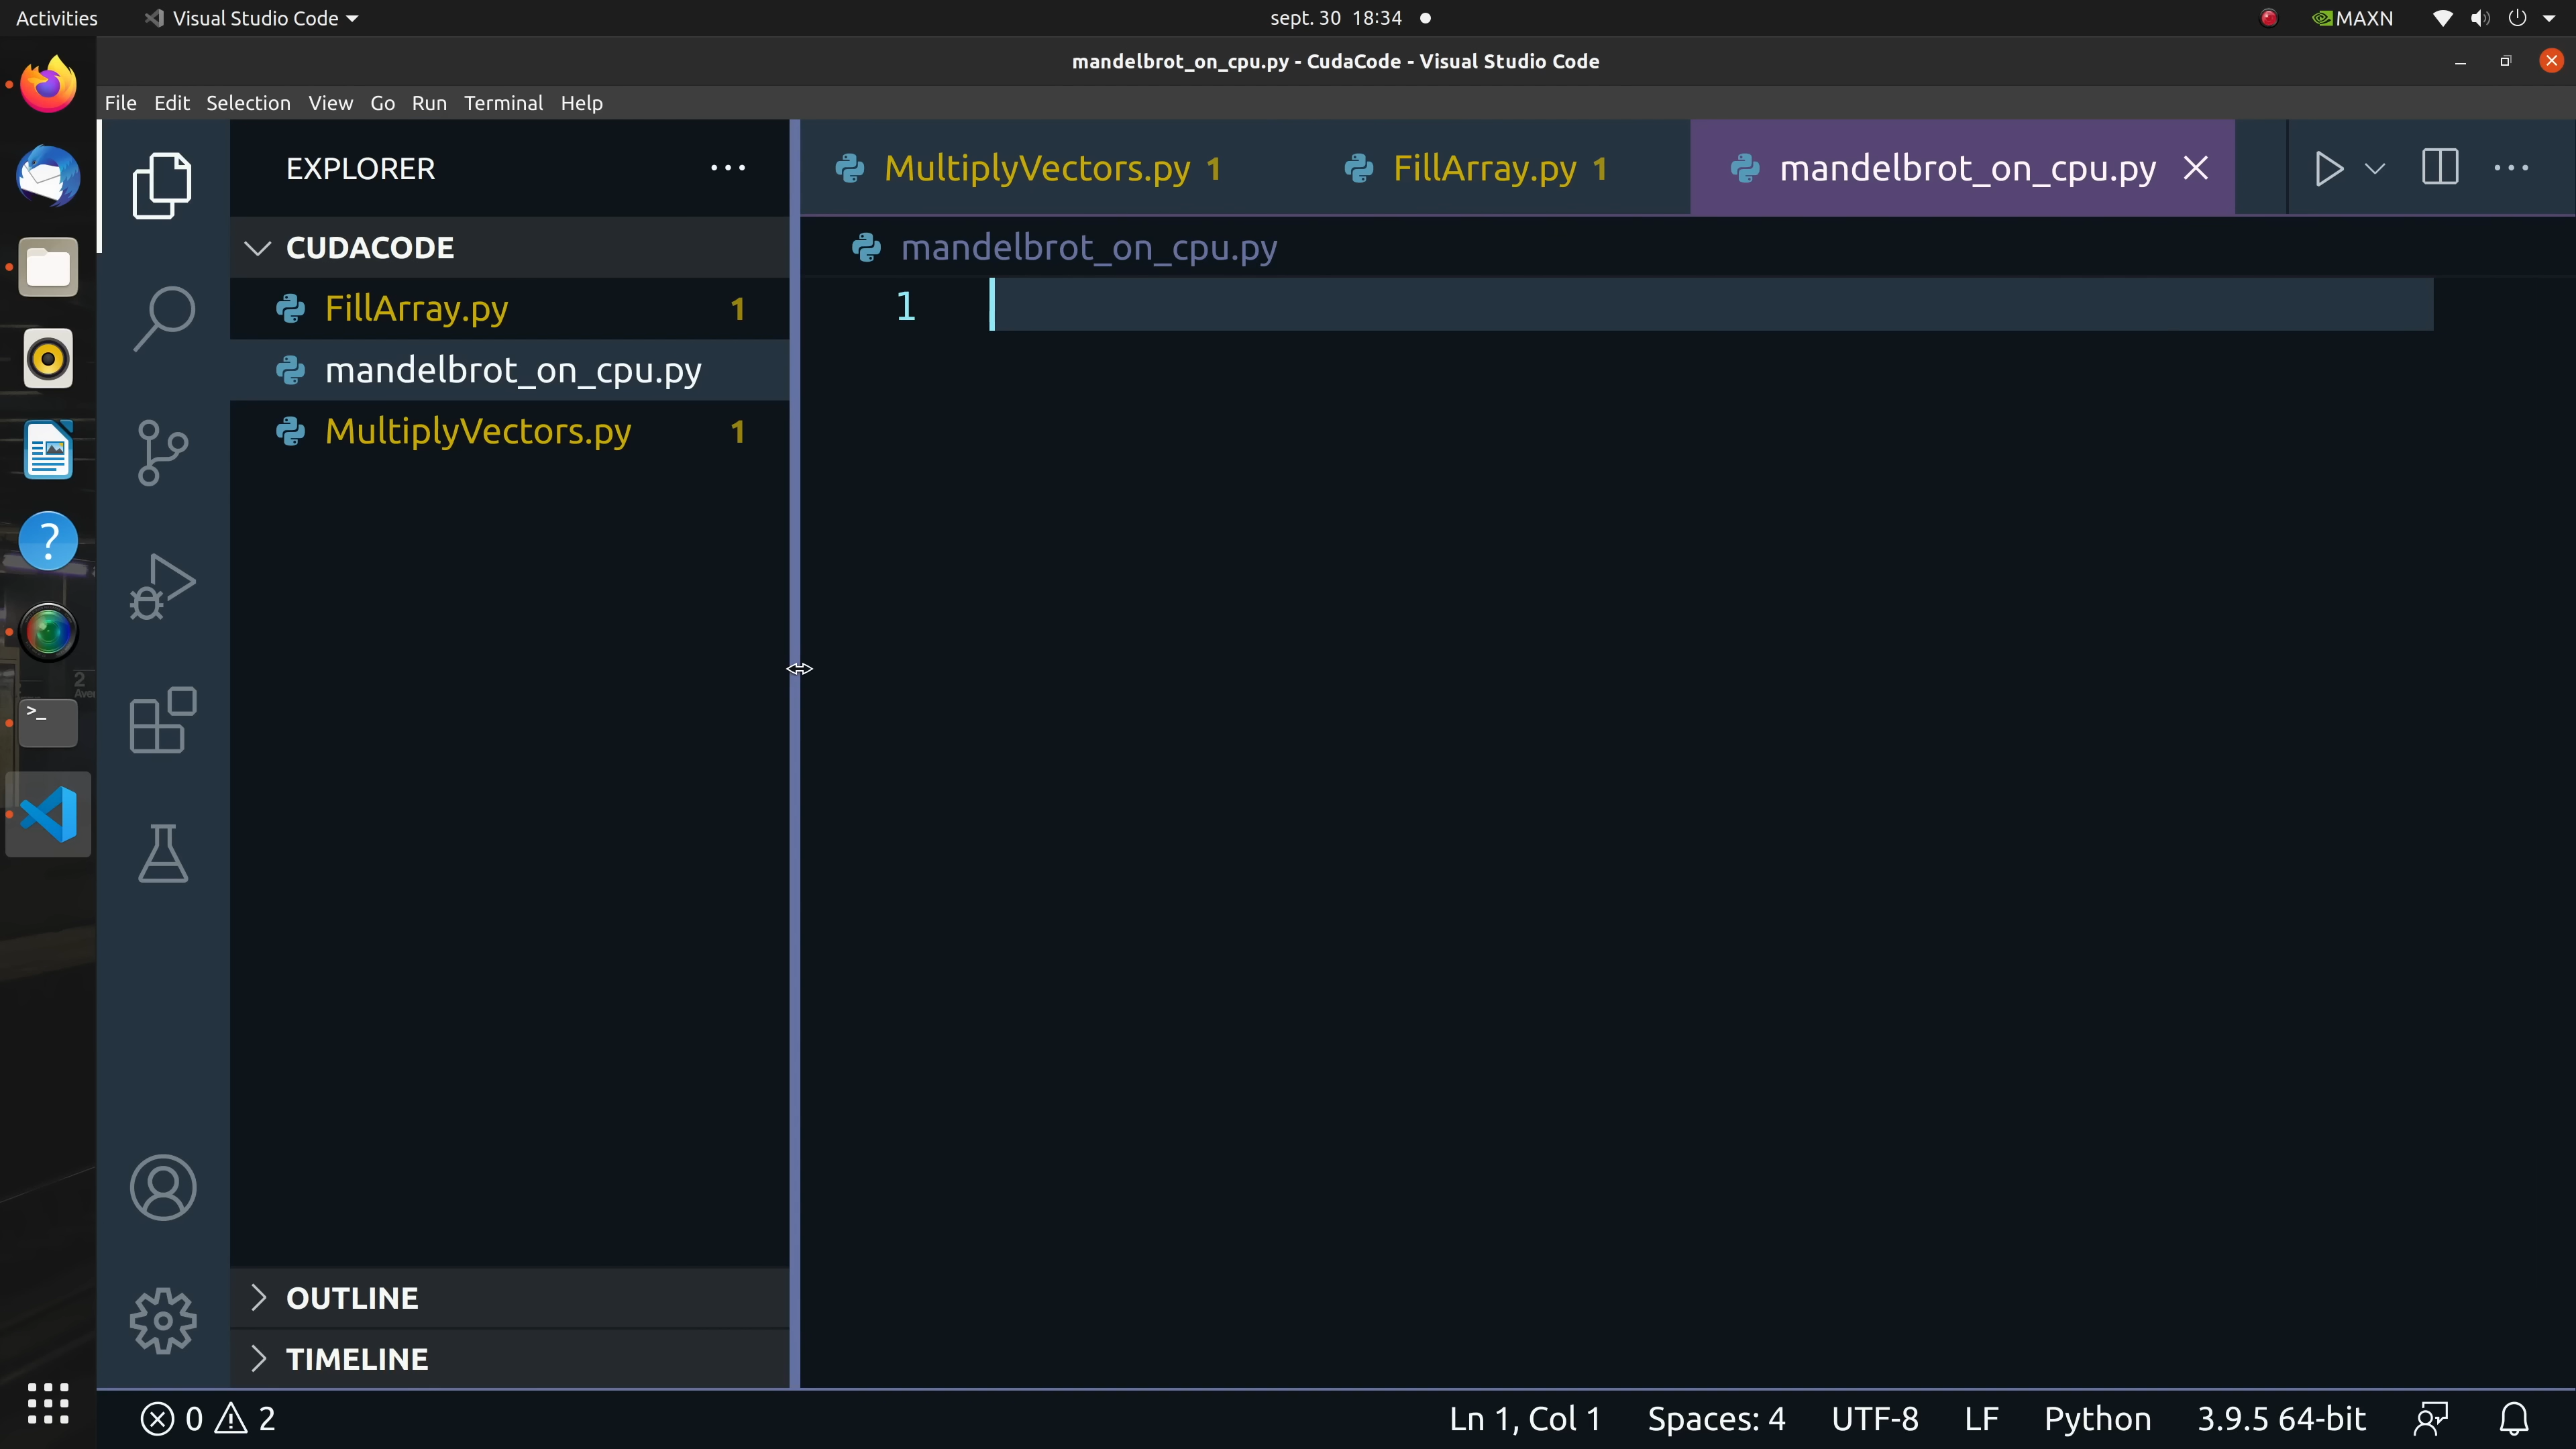 Activities Visual Studio Code sept. 30 18:34 MAXN
mandelbrot_on_cpu.py - CudaCode - Visual Studio Code
File Edit Selection View Go Run Terminal Help
EXPLORER
MultiplyVectors.py 1 FillArray.py 1 mandelbrot_on_cpu.py
CUDACODE
mandelbrot_on_cpu.py
FillArray.py 1
1
mandelbrot_on_cpu.py
MultiplyVectors.py 1
?
2
Aven
>_
OUTLINE
TIMELINE
0 2 Ln 1, Col 1 Spaces: 4 UTF-8 LF Python 3.9.5 64-bit